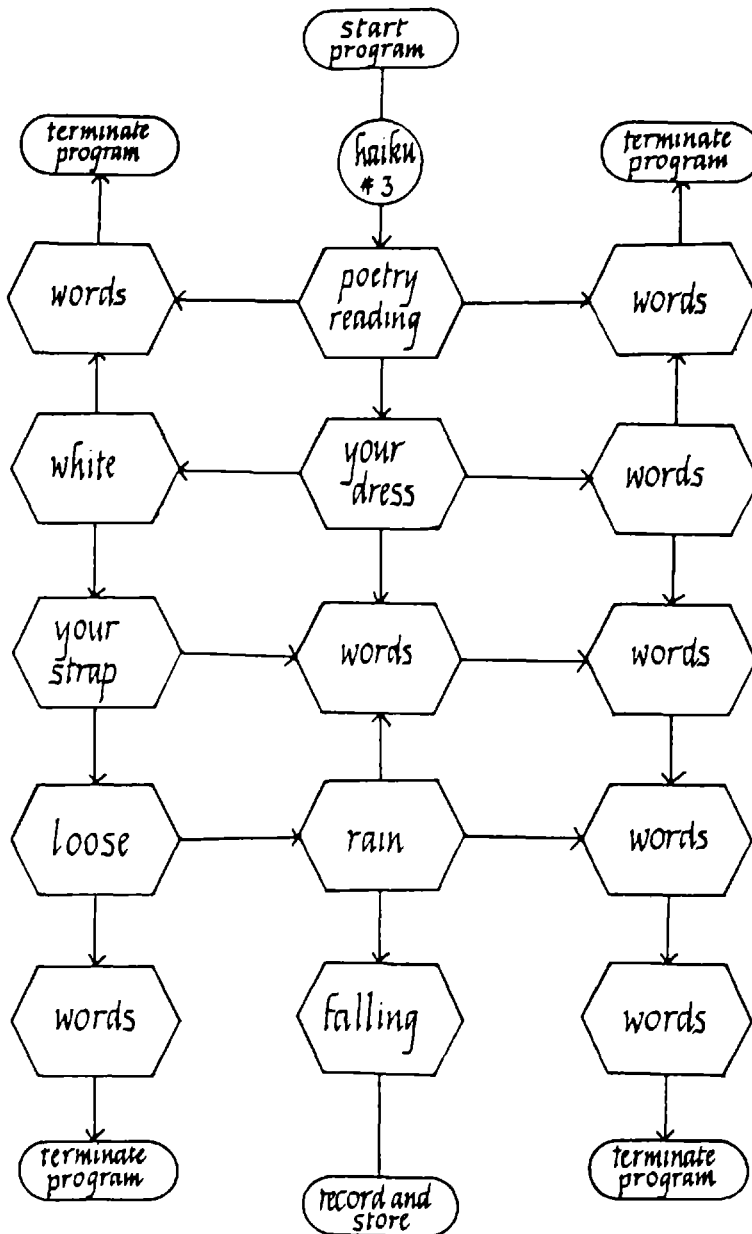 start
program
haiku
# 3
terminate
program
terminate
program
words
poetry
reading
words
white
your
dress
words
your
strap
words
words
loose
rain
words
words
falling
words
terminate
program
record and
store
terminate
program